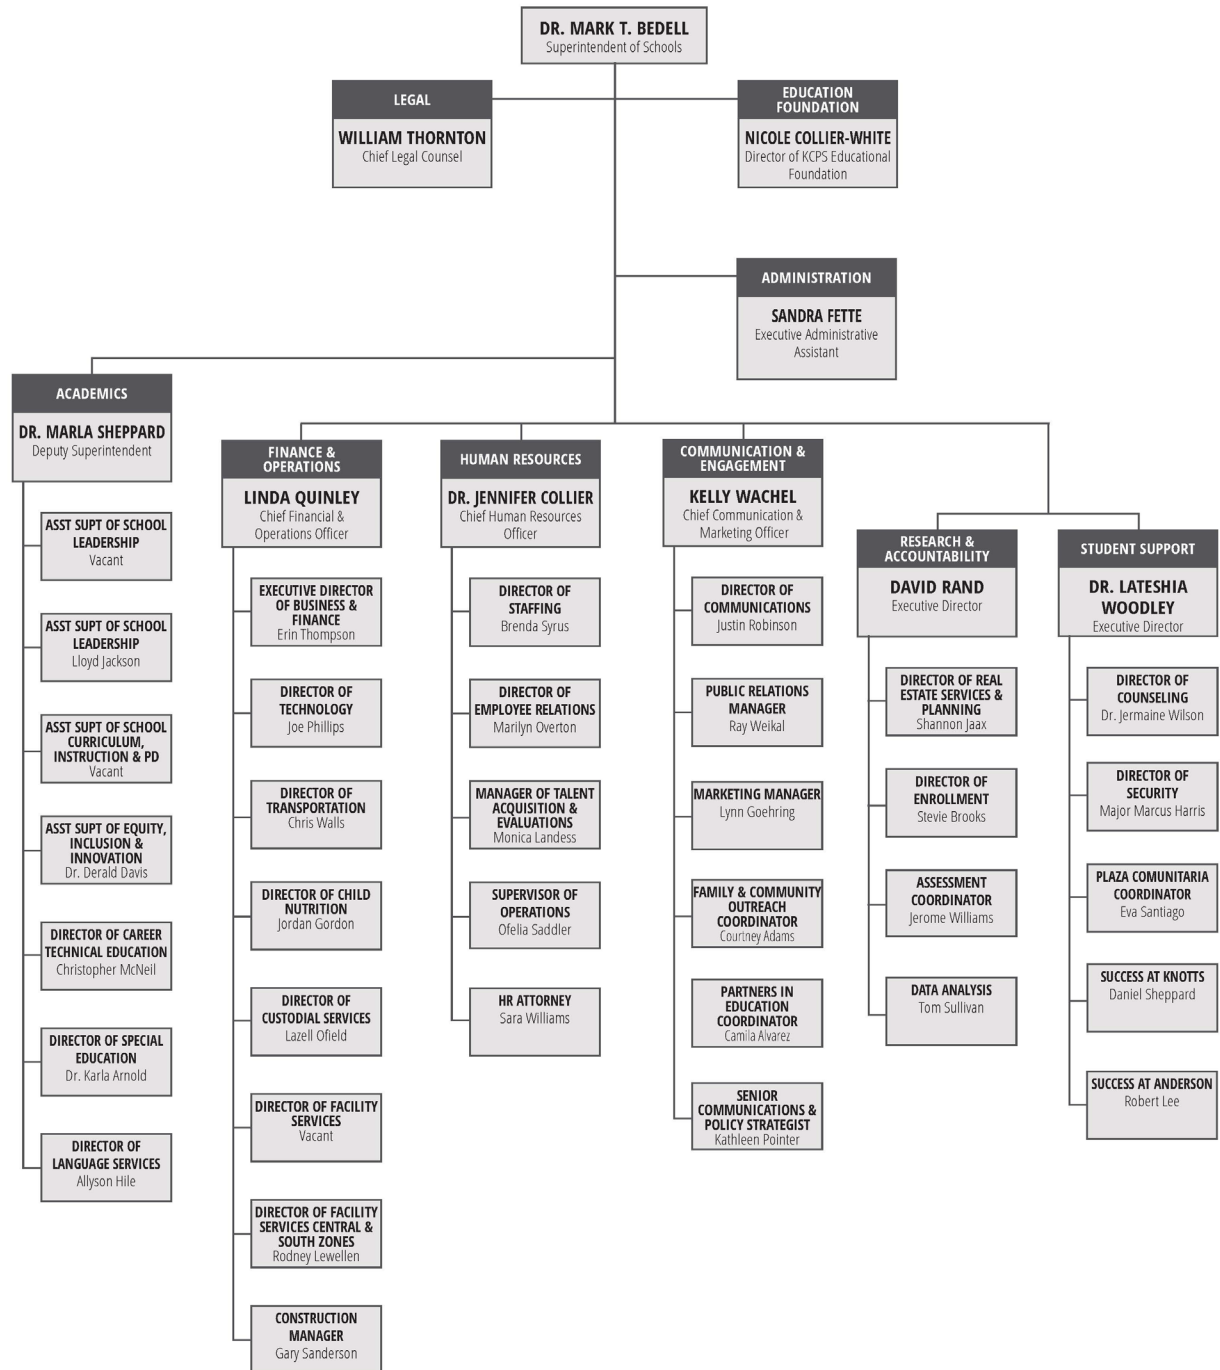 DR. MARK T. BEDELL
Superintendent of Schools
LEGAL
WILLIAM THORNTON
Chief Legal Counsel
EDUCATION
FOUNDATION
NICOLE COLLIER-WHITE
Director of KCPS Educational
Foundation
ADMINISTRATION
SANDRA FETTE
Executive Administrative
Assistant
ACADEMICS
DR. MARLA SHEPPARD
Deputy Superintendent
ASST SUPT OF SCHOOL
LEADERSHIP
Vacant
ASST SUPT OF SCHOOL
LEADERSHIP
Lloyd Jackson
ASST SUPT OF SCHOOL
CURRICULUM,
INSTRUCTION & PD
Vacant
ASST SUPT OF EQUITY,
INCLUSION &
INNOVATION
Dr. Derald Davis
DIRECTOR OF CAREER
TECHNICAL EDUCATION
Christopher McNeil
DIRECTOR OF SPECIAL
EDUCATION
Dr. Karla Arnold
DIRECTOR OF
LANGUAGE SERVICES
Allyson Hile
FINANCE &
OPERATIONS
LINDA QUINLEY
Chief Financial &
Operations Officer
EXECUTIVE DIRECTOR
OF BUSINESS &
FINANCE
Erin Thompson
DIRECTOR OF
TECHNOLOGY
Joe Phillips
DIRECTOR OF
TRANSPORTATION
Chris Walls
DIRECTOR OF CHILD
NUTRITION
Jordan Gordon
DIRECTOR OF
CUSTODIAL SERVICES
Lazell Ofield
DIRECTOR OF FACILITY
SERVICES
Vacant
DIRECTOR OF FACILITY
SERVICES CENTRAL &
SOUTH ZONES
Rodney Lewellen
CONSTRUCTION
MANAGER
Gary Sanderson
HUMAN RESOURCES
DR. JENNIFER COLLIER
Chief Human Resources
Officer
DIRECTOR OF
STAFFING
Brenda Syrus
DIRECTOR OF
EMPLOYEE RELATIONS
Marilyn Overton
MANAGER OF TALENT
ACQUISITION &
EVALUATIONS
Monica Landess
SUPERVISOR OF
OPERATIONS
Ofelia Saddler
HR ATTORNEY
Sara Williams
COMMUNICATION &
ENGAGEMENT
KELLY WACHEL
Chief Communication &
Marketing Officer
DIRECTOR OF
COMMUNICATIONS
Justin Robinson
PUBLIC RELATIONS
MANAGER
Ray Weikal
MARKETING MANAGER
Lynn Goehring
FAMILY & COMMUNITY
OUTREACH
COORDINATOR
Courtney Adams
PARTNERS IN
EDUCATION
COORDINATOR
Camila Alvarez
SENIOR
COMMUNICATIONS &
POLICY STRATEGIST
Kathleen Pointer
RESEARCH &
ACCOUNTABILITY
DAVID RAND
Executive Director
DIRECTOR OF REAL
ESTATE SERVICES &
PLANNING
Shannon Jaax
DIRECTOR OF
ENROLLMENT
Stevie Brooks
ASSESSMENT
COORDINATOR
Jerome Williams
DATA ANALYSIS
Tom Sullivan
STUDENT SUPPORT
DR. LATESHIA
WOODLEY
Executive Director
DIRECTOR OF
COUNSELING
Dr. Jermaine Wilson
DIRECTOR OF
SECURITY
Major Marcus Harris
PLAZA COMUNITARIA
COORDINATOR
Eva Santiago
SUCCESS AT KNOTTS
Daniel Sheppard
SUCCESS AT ANDERSON
Robert Lee